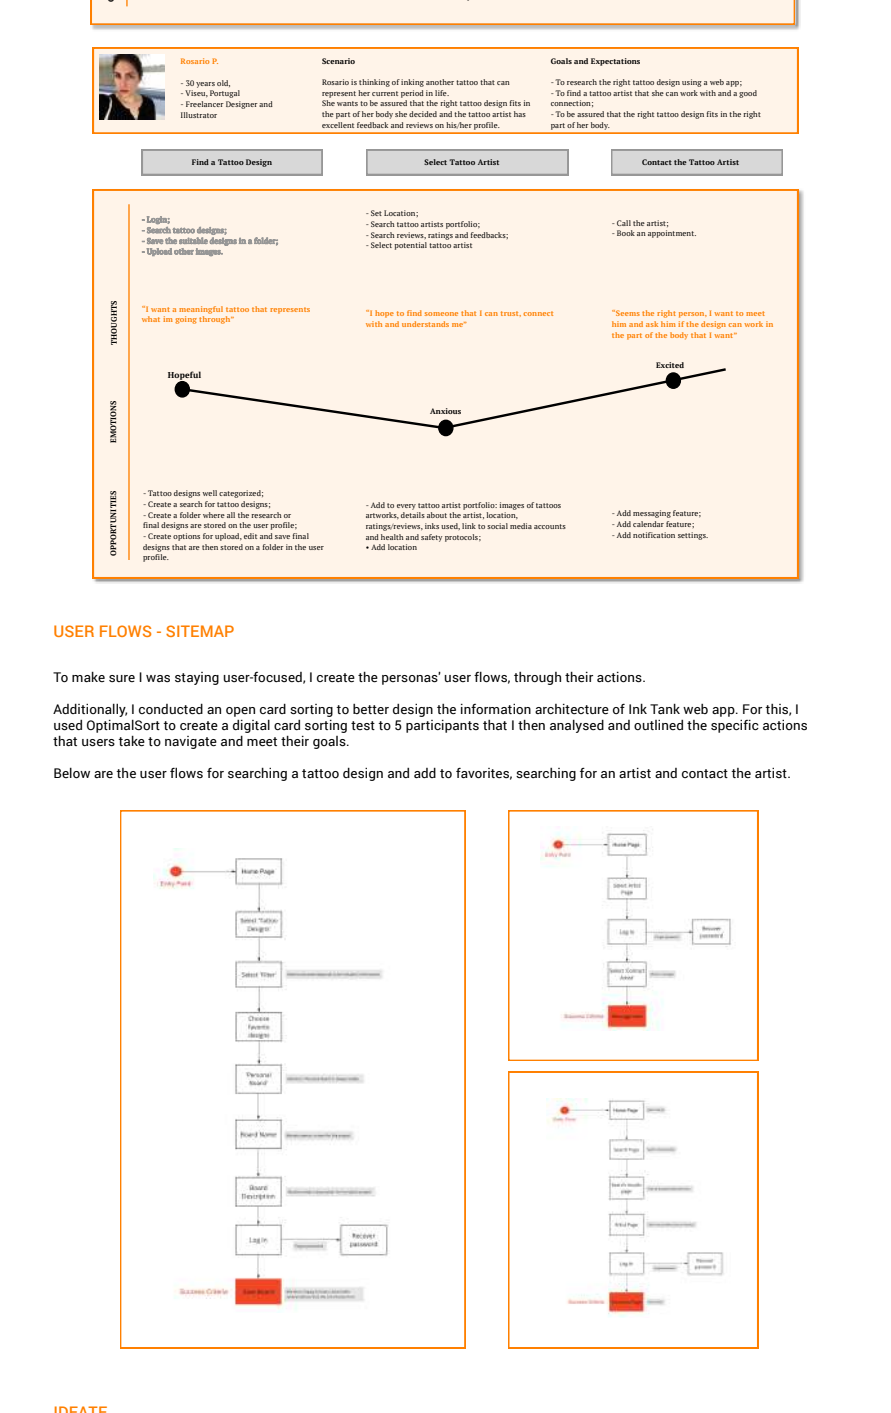 Rosario P.
- 30 years old,
- Viseu, Portugal
- Freelancer Designer and
Illustrator
Scenario
Rosario is thinking of inking another tattoo that can
represent her current period in life.
She wants to be assured that the right tattoo design fits in
the part of her body she decided and the tattoo artist has
excellent feedback and reviews on his/her profile.
Goals and Expectations
- To research the right tattoo design using a web app;
- To find a tattoo artist that she can work with and a good
connection;
- To be assured that the right tattoo design fits in the right
part of her body.
Find a Tattoo Design
Select Tattoo Artist
Contact the Tattoo Artist
- Login;
- Search tattoo designs;
- Save the suitable designs in a folder;
- Upload other images.
- Set Location;
- Search tattoo artists portfolio;
- Search reviews, ratings and feedbacks;
- Select potential tattoo artist
- Call the artist;
- Book an appointment.
THOUGHTS
"I want a meaningful tattoo that represents
what im going through"
"I hope to find someone that I can trust, connect
with and understands me"
"Seems the right person, I want to meet
him and ask him if the design can work in
the part of the body that I want"
EMOTIONS
Hopeful
Anxious
Excited
OPPORTUNITIES
- Tattoo designs well categorized;
- Create a search for tattoo designs;
- Create a folder where all the research or
final designs are stored on the user profile;
- Create options for upload, edit and save final
designs that are then stored on a folder in the user
profile.
- Add to every tattoo artist portfolio: images of tattoos
artworks, details about the artist, location,
ratings/reviews, inks used, link to social media accounts
and health and safety protocols;
• Add location
- Add messaging feature;
- Add calendar feature;
- Add notification settings.
USER FLOWS - SITEMAP
To make sure I was staying user-focused, I create the personas' user flows, through their actions.
Additionally, I conducted an open card sorting to better design the information architecture of Ink Tank web app. For this, I
used OptimalSort to create a digital card sorting test to 5 participants that I then analysed and outlined the specific actions
that users take to navigate and meet their goals.
Below are the user flows for searching a tattoo design and add to favorites, searching for an artist and contact the artist.
Entry Point
Home Page
Select 'Tattoo
Designs'
Select 'Filter'
Choose
favorite
designs
'Personal
Board'
Board Name
Board
Description
Log In
Recover
password
Success Criteria
Save Board
Entry Point
Home Page
Select Artist
Page
Log In
Recover
password
Select 'Contact
Artist'
Success Criteria
Entry Point
Home Page
Search Page
Artist Page
Log In
Recover
password
Success Criteria
IDEATE